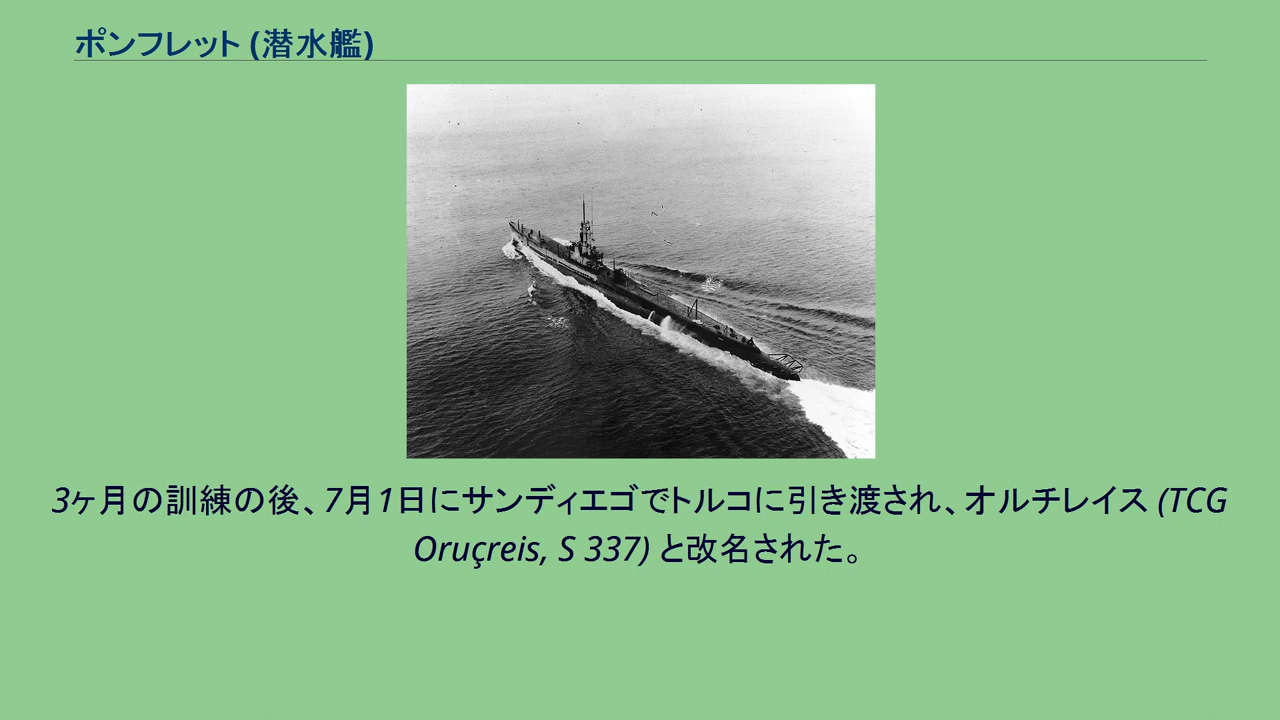 ポンフレット (潜水艦)
3ヶ月の訓練の後、7月1日にサンディエゴでトルコに引き渡され、オルチレイス (TCG
Oruçreis, S 337) と改名された。